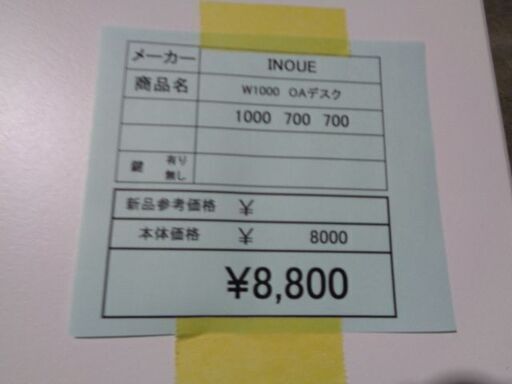 メーカー INOUE
商品名 W1000 OAデスク
1000 700 700
鍵 有り
無し
新品参考価格 ¥
本体価格 ¥ 8000
¥8,800